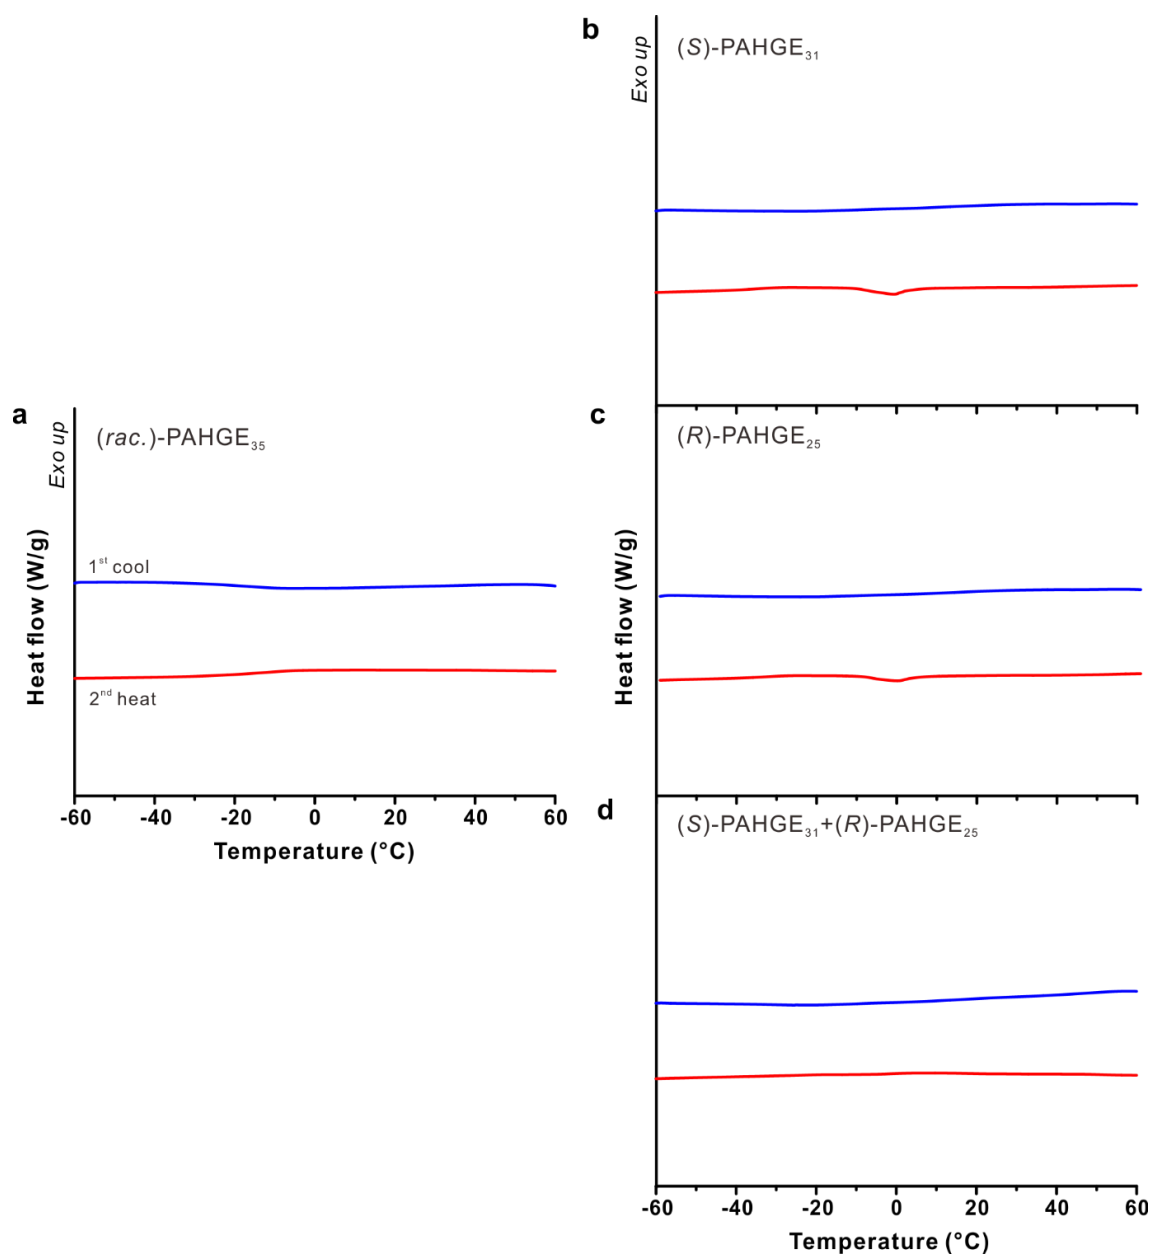 a
Exo up
(rac.)-PAHGE35
1st cool
2nd heat
Heat flow (W/g)
-60 -40 -20 0 20 40 60
Temperature (°C)
b
Exo up
(S)-PAHGE31
c
(R)-PAHGE25
Heat flow (W/g)
d
(S)-PAHGE31+(R)-PAHGE25
-60 -40 -20 0 20 40 60
Temperature (°C)